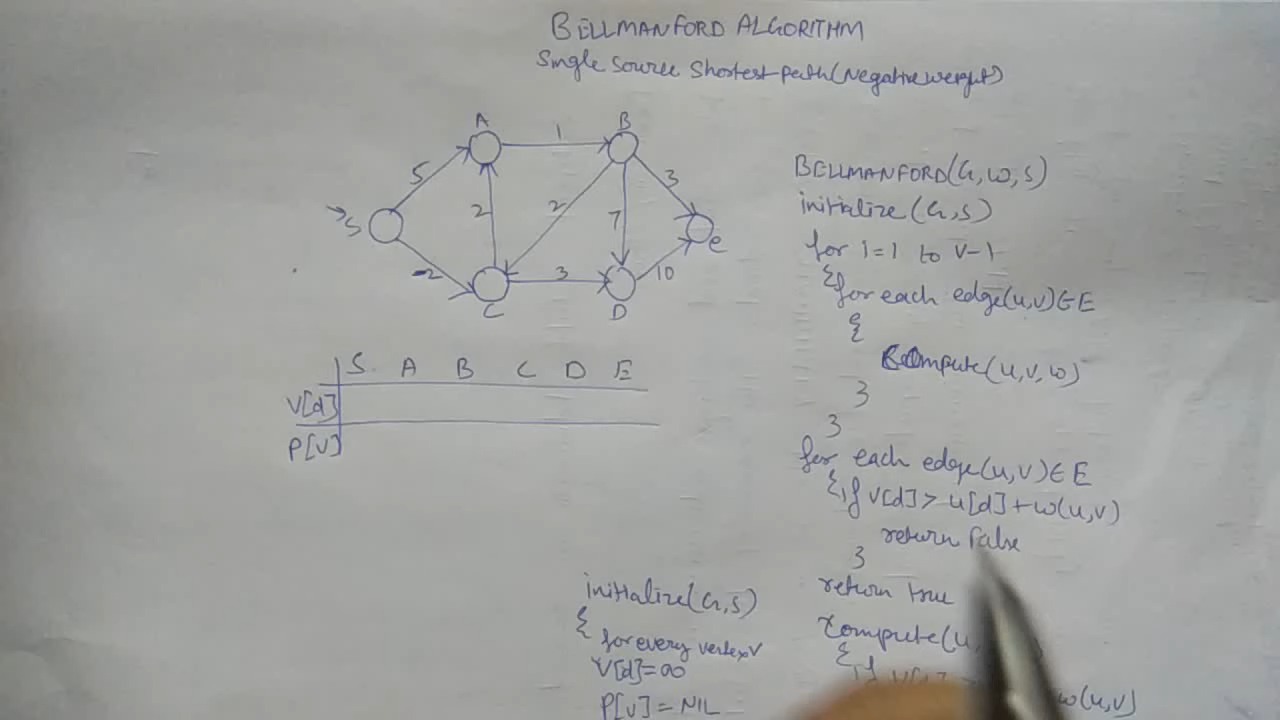 BELLMANFORD ALGORITHM
Single Source Shortest path (Negative weight)
A 1 B
5 3
→S 2 2 7 e
-2 3 10
C D
S A B C D E
V[d]
P[V]
BELLMANFORD(G, W, S)
initialize (G, S)
for i=1 to V-1
{
for each edge(u,v)∈E
{
Compute(u, v, w)
}
}
for each edge(u,v)∈E
{ if V[d] > u[d] + w(u,v)
return False
}
return true
initialize(G, S)
{
for every vertex V
V[d]=∞
P[V] = NIL
Compute(u,
{
if
w(u,v)